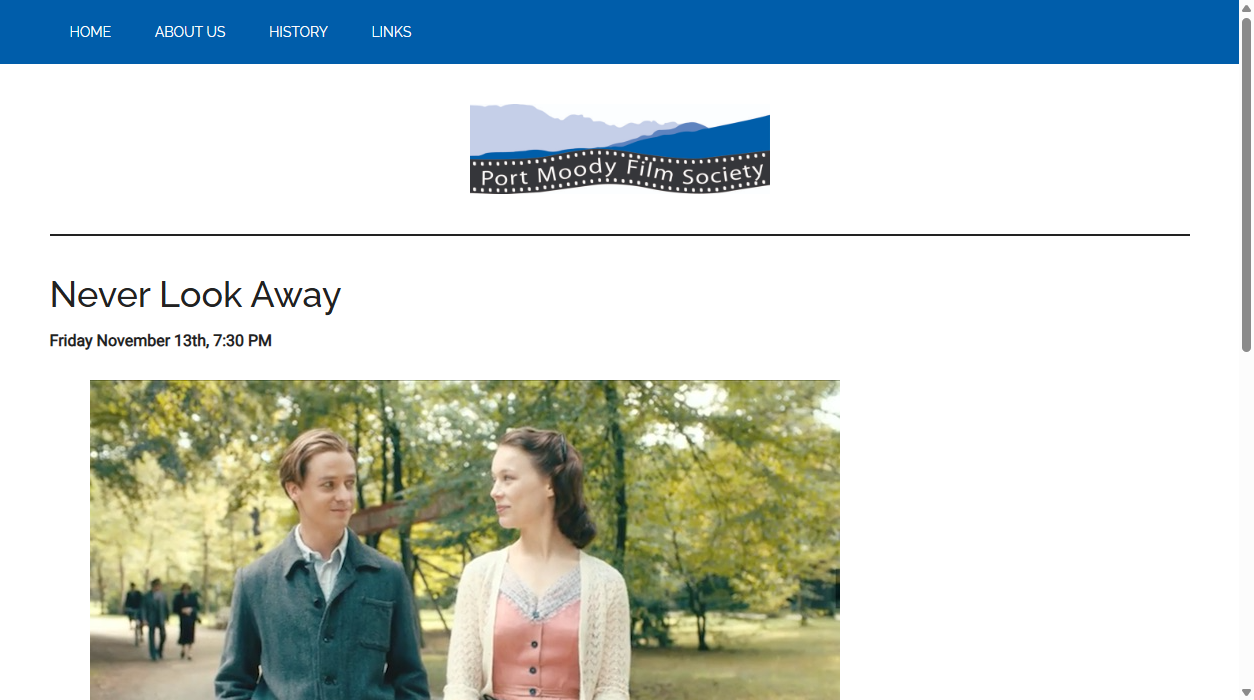 HOME ABOUT US HISTORY LINKS
Port Moody Film Society
Never Look Away
Friday November 13th, 7:30 PM